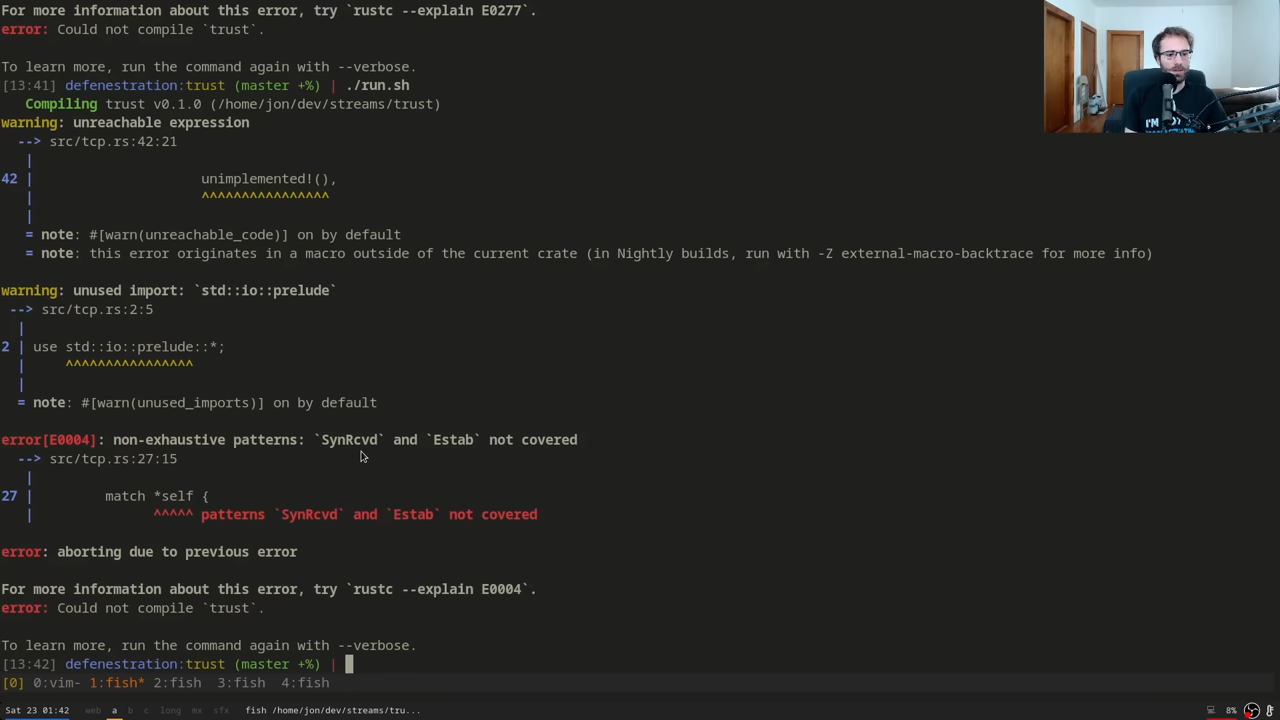 For more information about this error, try `rustc --explain E0277`.
error: Could not compile `trust`.
To learn more, run the command again with --verbose.
[13:41] defenestration:trust (master +%) | ./run.sh
Compiling trust v0.1.0 (/home/jon/dev/streams/trust)
warning: unreachable expression
--> src/tcp.rs:42:21
|
42 | unimplemented!(),
| ^^^^^^^^^^^^^^^^
|
= note: #[warn(unreachable_code)] on by default
= note: this error originates in a macro outside of the current crate (in Nightly builds, run with -Z external-macro-backtrace for more info)
warning: unused import: `std::io::prelude`
--> src/tcp.rs:2:5
|
2 | use std::io::prelude::*;
| ^^^^^^^^^^^^^^^^
|
= note: #[warn(unused_imports)] on by default
error[E0004]: non-exhaustive patterns: `SynRcvd` and `Estab` not covered
--> src/tcp.rs:27:15
|
27 | match *self {
| ^^^^^ patterns `SynRcvd` and `Estab` not covered
error: aborting due to previous error
For more information about this error, try `rustc --explain E0004`.
error: Could not compile `trust`.
To learn more, run the command again with --verbose.
[13:42] defenestration:trust (master +%) |
[0] 0:vim- 1:fish* 2:fish 3:fish 4:fish
Sat 23 01:42 web a b c long mx sfx fish /home/jon/dev/streams/tru... 8%